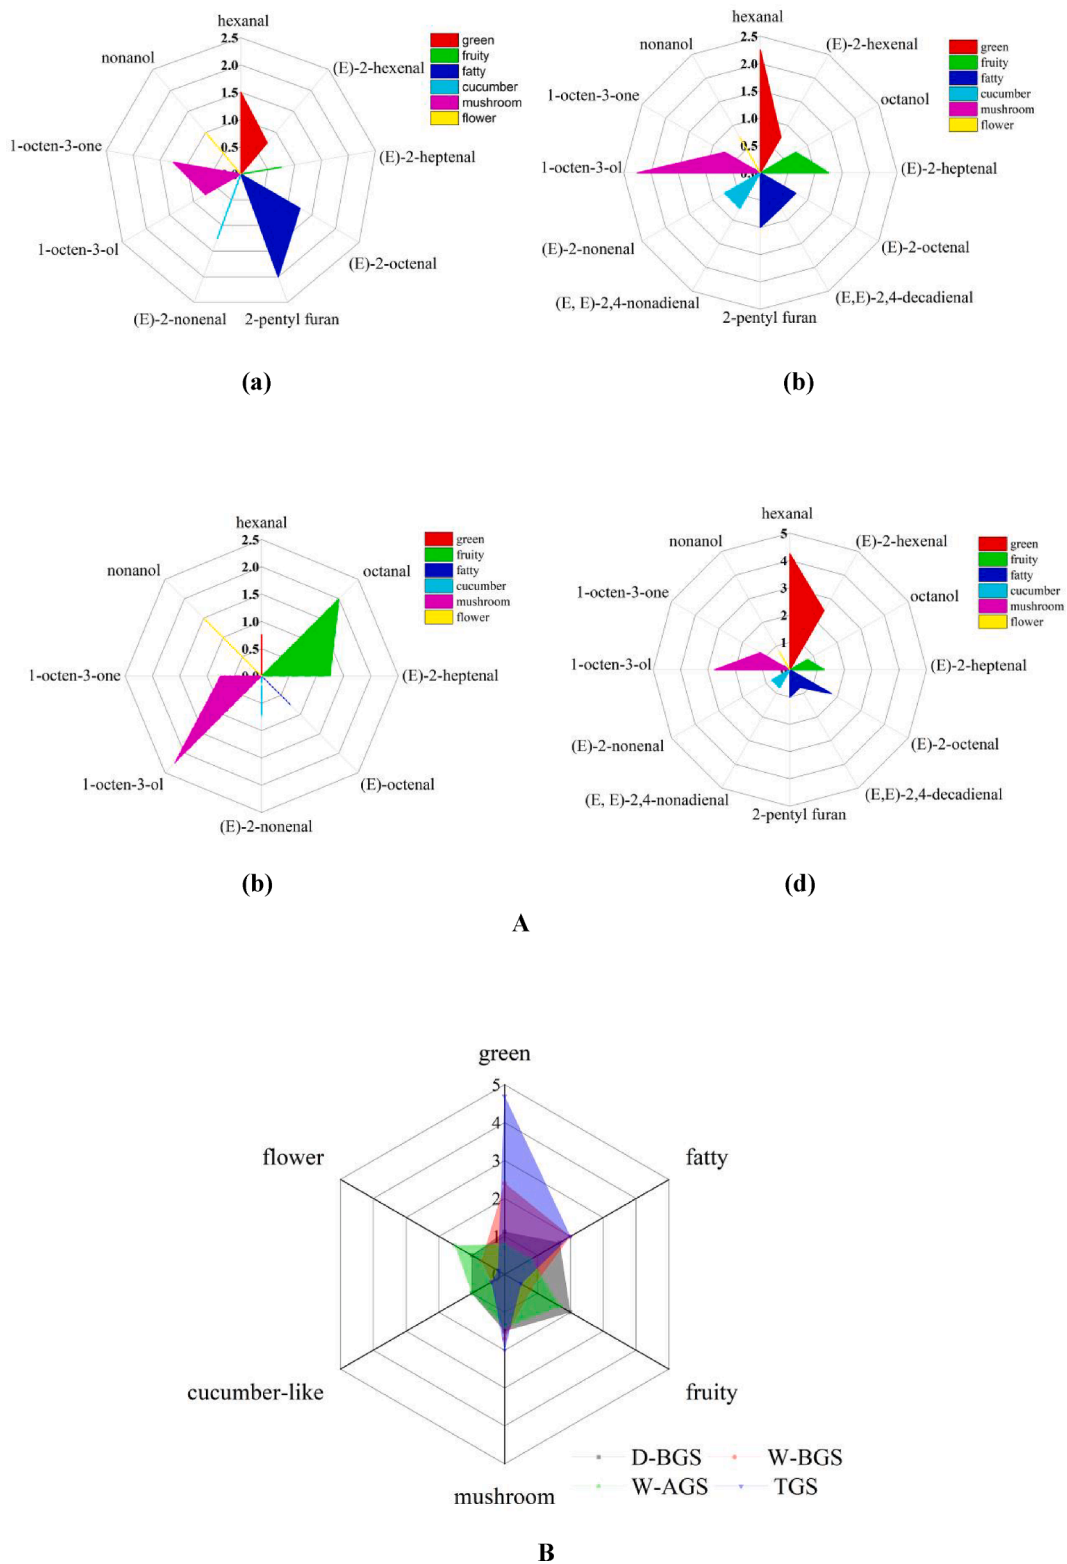 hexanal
2.5
2.0
1.5
1.0
0.5
0.0
(E)-2-hexenal
(E)-2-heptenal
(E)-2-octenal
2-pentyl furan
(E)-2-nonenal
1-octen-3-ol
1-octen-3-one
nonanol
green
fruity
fatty
cucumber
mushroom
flower
(a)
hexanal
2.5
2.0
1.5
1.0
0.5
0.0
(E)-2-hexenal
octanol
(E)-2-heptenal
(E)-2-octenal
(E,E)-2,4-decadienal
2-pentyl furan
(E, E)-2,4-nonadienal
(E)-2-nonenal
1-octen-3-ol
1-octen-3-one
nonanol
green
fruity
fatty
cucumber
mushroom
flower
(b)
hexanal
2.5
2.0
1.5
1.0
0.5
0.0
octanal
(E)-2-heptenal
(E)-octenal
(E)-2-nonenal
1-octen-3-ol
1-octen-3-one
nonanol
green
fruity
fatty
cucumber
mushroom
flower
(b)
hexanal
5
4
3
2
1
0
(E)-2-hexenal
octanol
(E)-2-heptenal
(E)-2-octenal
(E,E)-2,4-decadienal
2-pentyl furan
(E, E)-2,4-nonadienal
(E)-2-nonenal
1-octen-3-ol
1-octen-3-one
nonanol
green
fruity
fatty
cucumber
mushroom
flower
(d)
A
green
5
4
3
2
1
0
fatty
fruity
mushroom
cucumber-like
flower
D-BGS
W-BGS
W-AGS
TGS
B